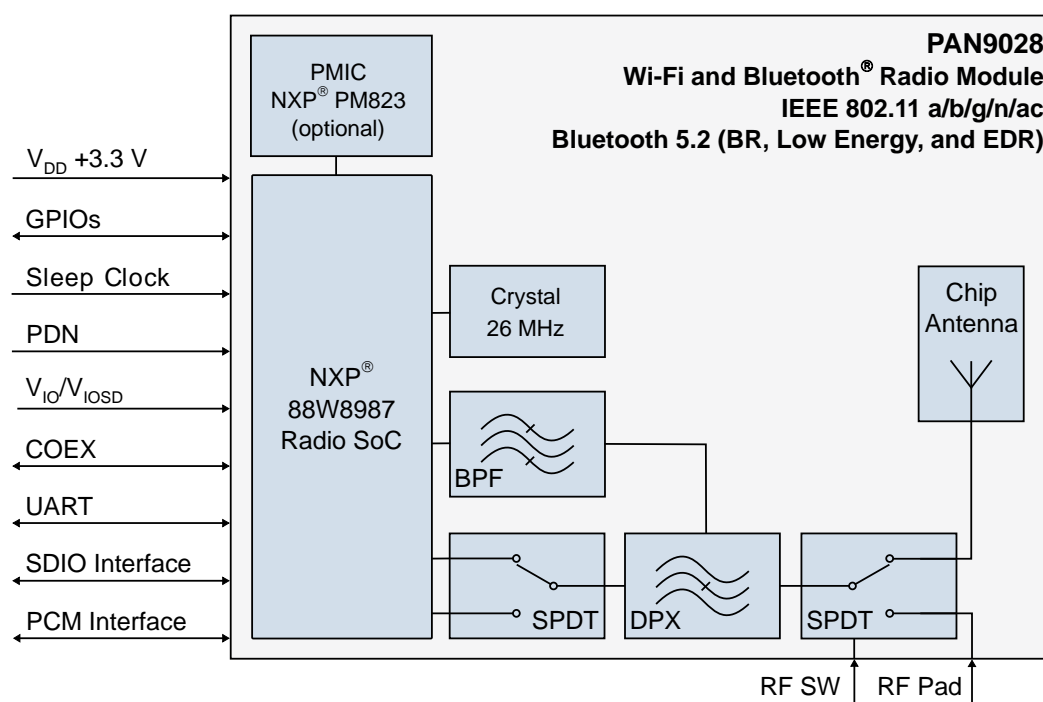 PAN9028
Wi-Fi and Bluetooth® Radio Module
IEEE 802.11 a/b/g/n/ac
Bluetooth 5.2 (BR, Low Energy, and EDR)
PMIC
NXP® PM823
(optional)
VDD +3.3 V
GPIOs
Sleep Clock
PDN
VIO/VIOSD
COEX
UART
SDIO Interface
PCM Interface
NXP®
88W8987
Radio SoC
Crystal
26 MHz
BPF
SPDT
DPX
SPDT
Chip
Antenna
RF SW
RF Pad